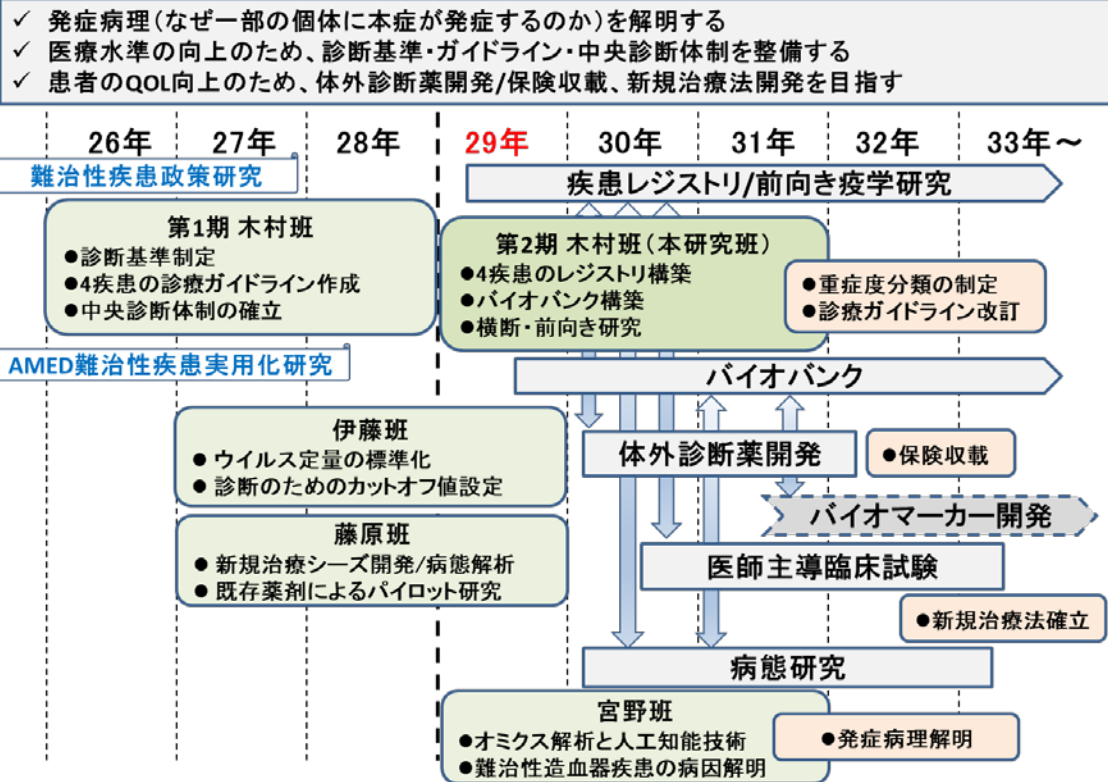 ✓ 発症病理（なぜ一部の個体に本症が発症するのか）を解明する
✓ 医療水準の向上のため、診断基準・ガイドライン・中央診断体制を整備する
✓ 患者のQOL向上のため、体外診断薬開発/保険収載、新規治療法開発を目指す
26年 27年 28年 29年 30年 31年 32年 33年～
難治性疾患政策研究
疾患レジストリ/前向き疫学研究
第1期 木村班
●診断基準制定
●4疾患の診療ガイドライン作成
●中央診断体制の確立
第2期 木村班（本研究班）
●4疾患のレジストリ構築
●バイオバンク構築
●横断・前向き研究
●重症度分類の制定
●診療ガイドライン改訂
AMED難治性疾患実用化研究
バイオバンク
伊藤班
● ウイルス定量の標準化
● 診断のためのカットオフ値設定
体外診断薬開発
●保険収載
バイオマーカー開発
藤原班
● 新規治療シーズ開発/病態解析
● 既存薬剤によるパイロット研究
医師主導臨床試験
●新規治療法確立
病態研究
宮野班
●オミクス解析と人工知能技術
●難治性造血器疾患の病因解明
●発症病理解明